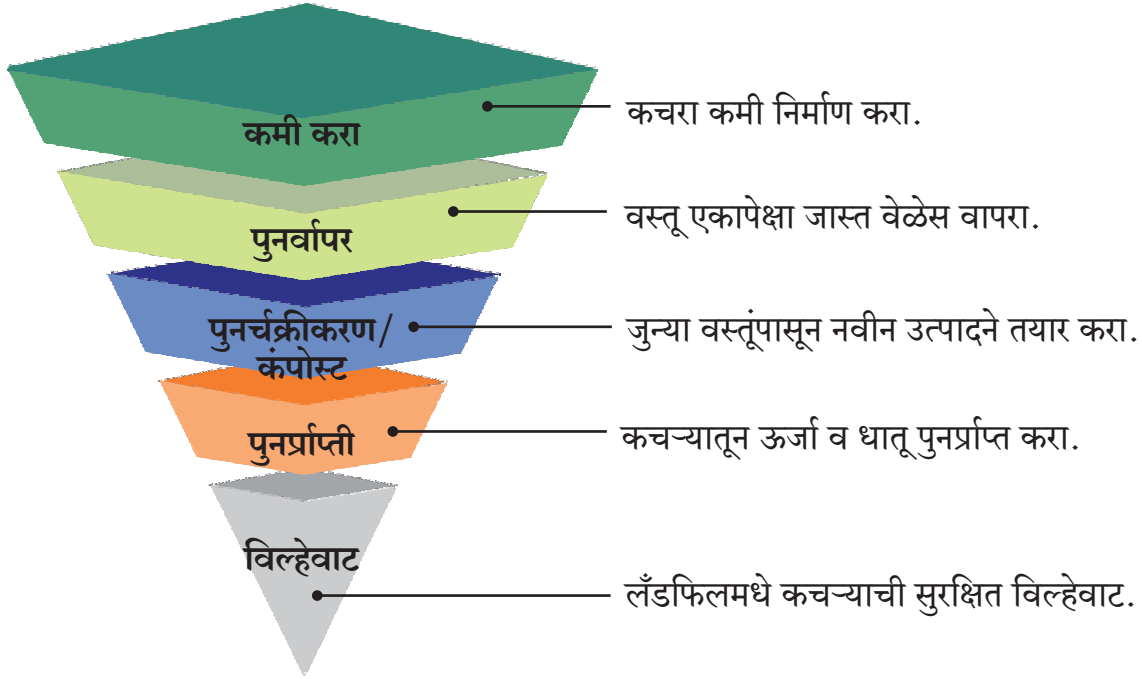 कमी करा
कचरा कमी निर्माण करा.
पुनर्वापर
वस्तू एकापेक्षा जास्त वेळेस वापरा.
पुनर्चक्रीकरण/
कंपोस्ट
जुन्या वस्तूंपासून नवीन उत्पादने तयार करा.
पुनर्प्राप्ती
कचऱ्यातून ऊर्जा व धातू पुनर्प्राप्त करा.
विल्हेवाट
लँडफिलमधे कचऱ्याची सुरक्षित विल्हेवाट.